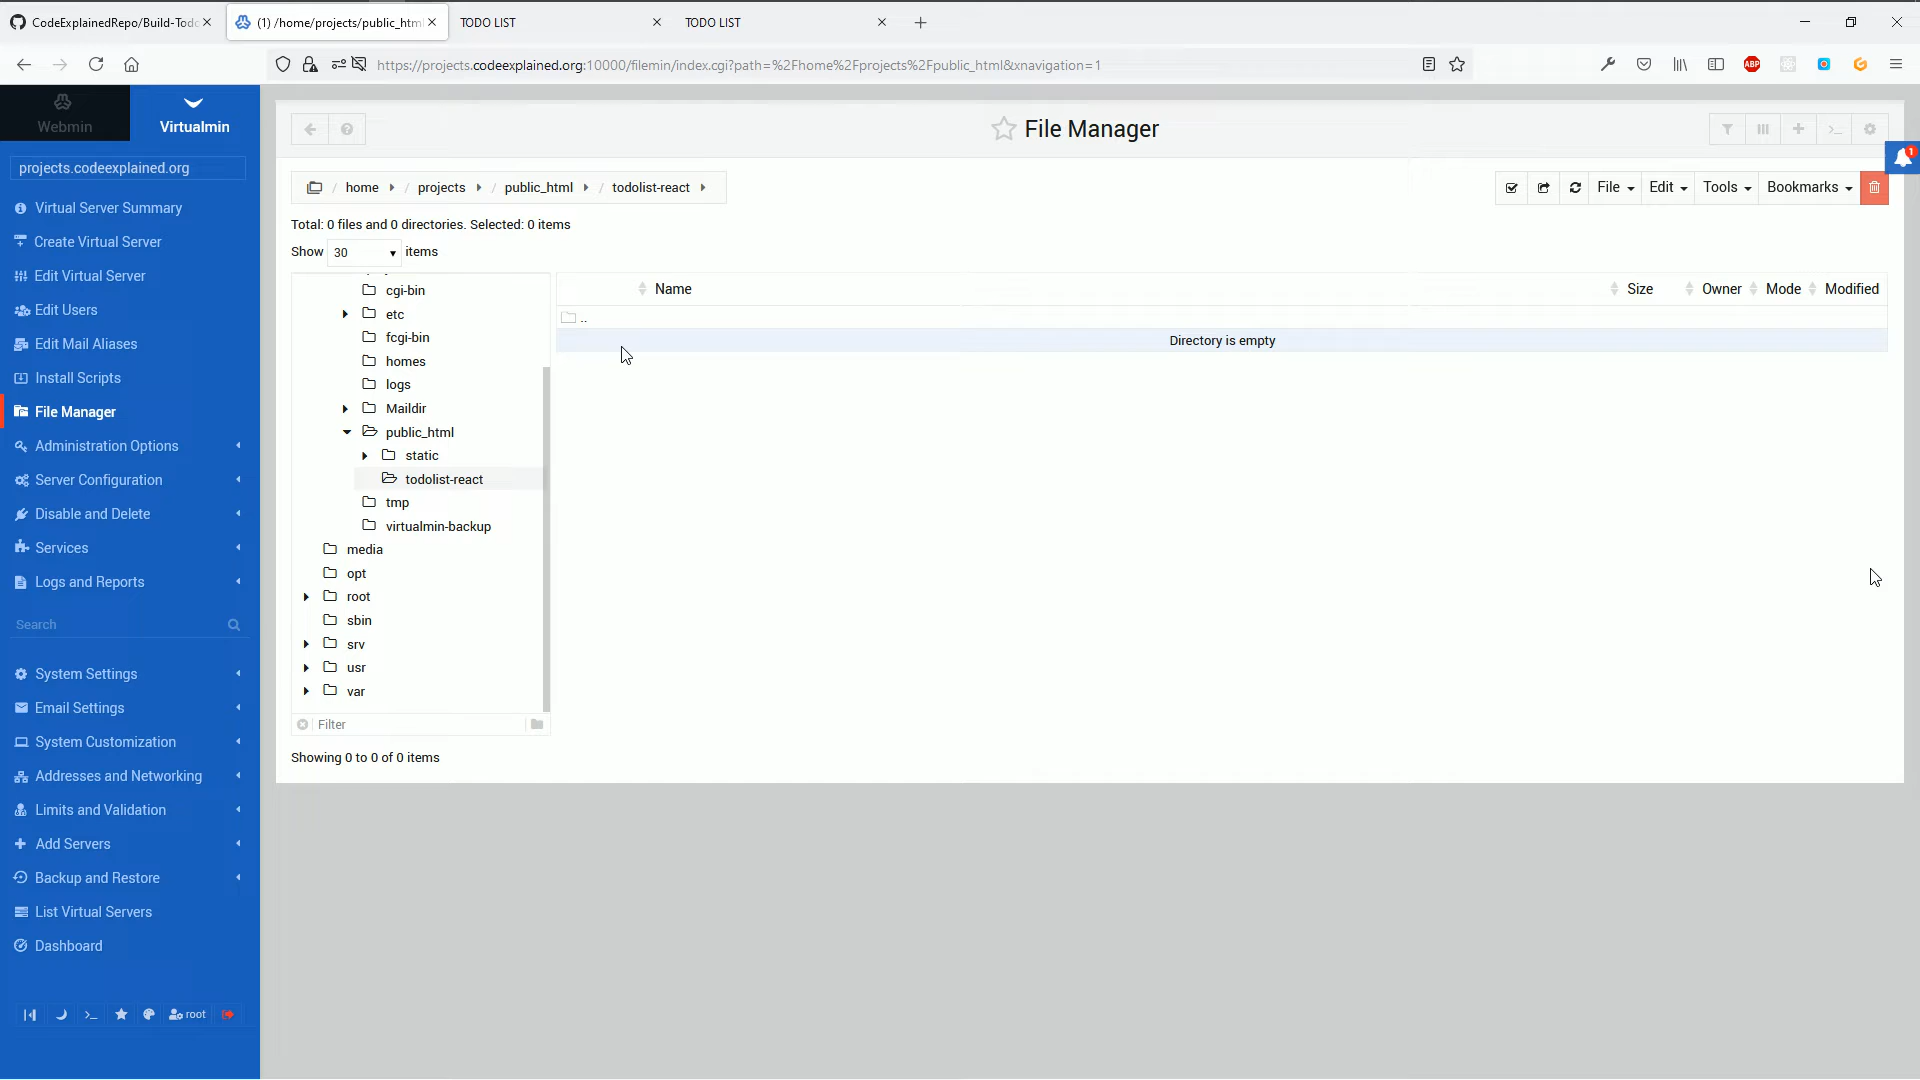 CodeExplainedRepo/Build-Todo
(1) /home/projects/public_html
TODO LIST
TODO LIST
https://projects.codeexplained.org:10000/filemin/index.cgi?path=%2Fhome%2Fprojects%2Fpublic_html&xnavigation=1
ABP
Webmin
Virtualmin
projects.codeexplained.org
Virtual Server Summary
Create Virtual Server
Edit Virtual Server
Edit Users
Edit Mail Aliases
Install Scripts
File Manager
Administration Options
Server Configuration
Disable and Delete
Services
Logs and Reports
Search
System Settings
Email Settings
System Customization
Addresses and Networking
Limits and Validation
Add Servers
Backup and Restore
List Virtual Servers
Dashboard
root
File Manager
1
/ home / projects / public_html / todolist-react
File Edit Tools Bookmarks
Total: 0 files and 0 directories. Selected: 0 items
Show 30 items
cgi-bin
etc
fcgi-bin
homes
logs
Maildir
public_html
static
todolist-react
tmp
virtualmin-backup
media
opt
root
sbin
srv
usr
var
Filter
Name Size Owner Mode Modified
..
Directory is empty
Showing 0 to 0 of 0 items